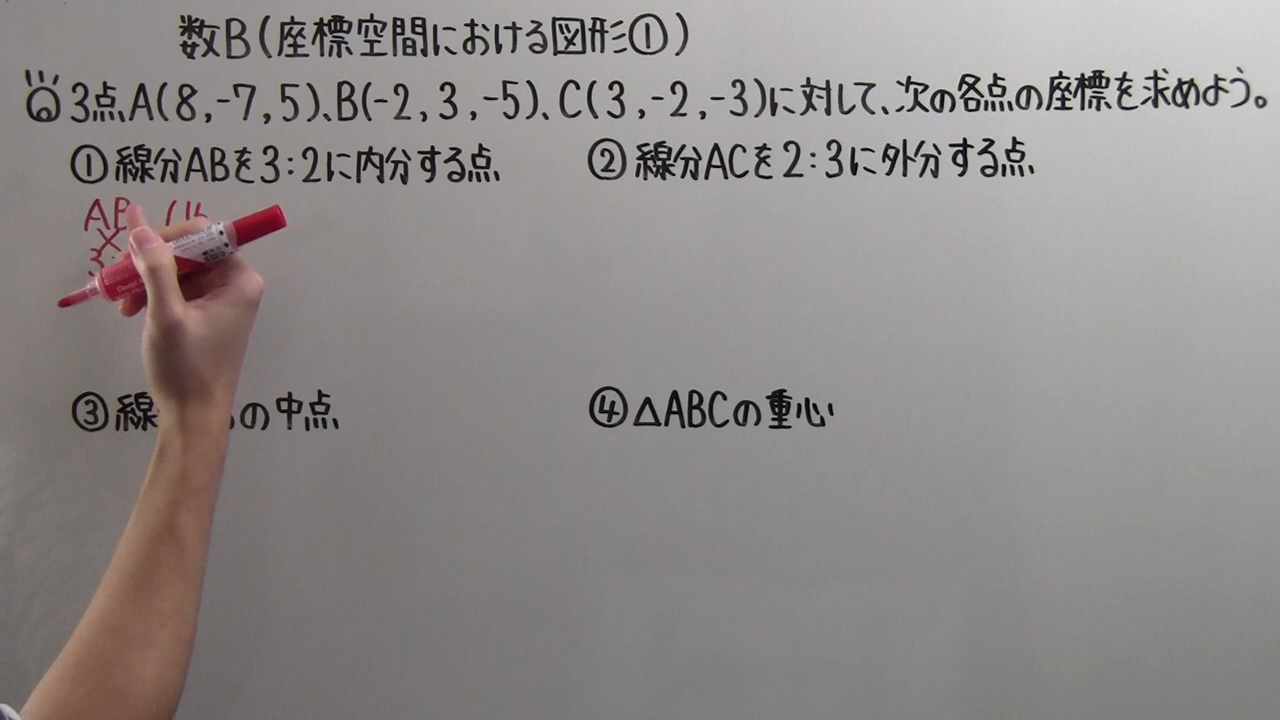 数B(座標空間における図形①)
3点A(8,-7,5)、B(-2,3,-5)、C(3,-2,-3)に対して、次の各点の座標を求めよう。
①線分ABを3:2に内分する点 ②線分ACを2:3に外分する点
AB (16
3
③線 の中点 ④△ABCの重心